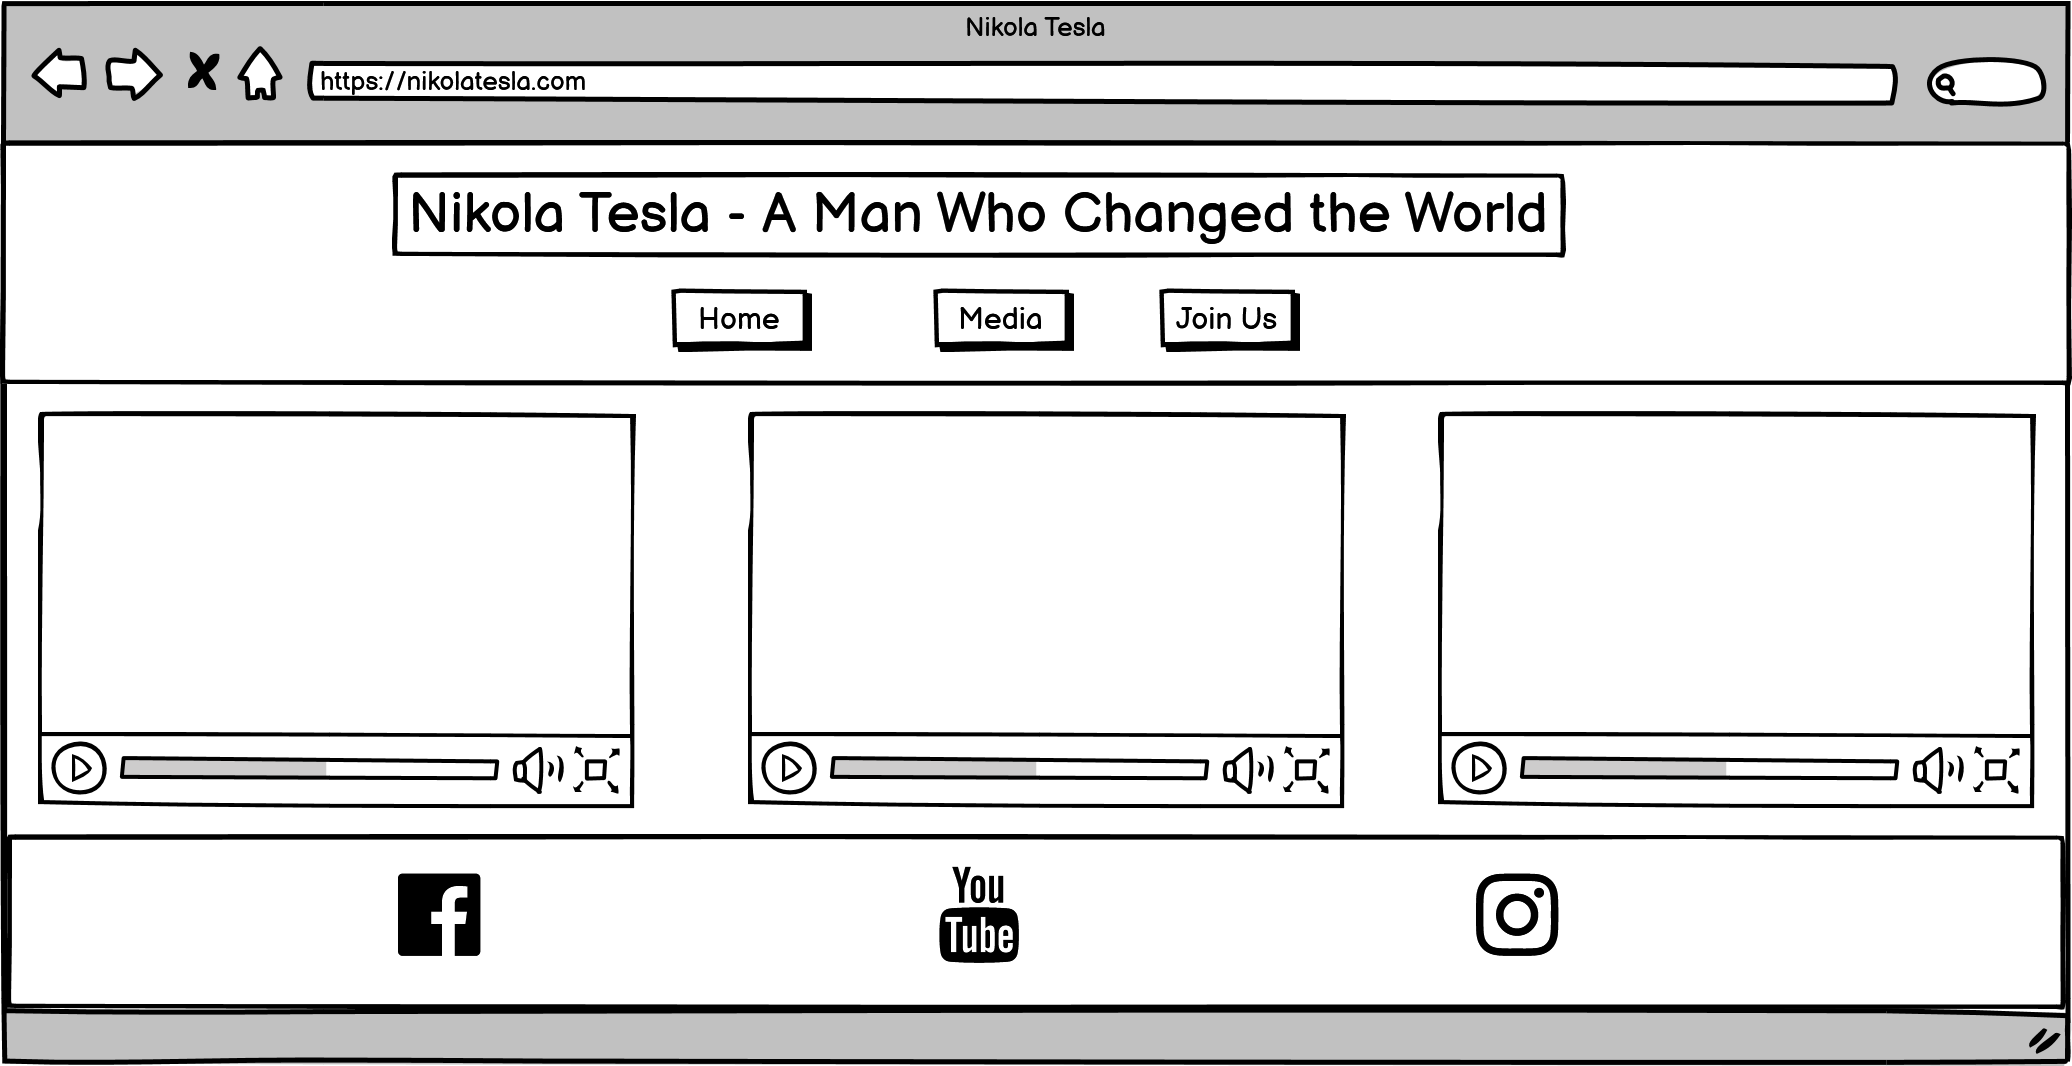 Nikola Tesla
https://nikolatesla.com
Nikola Tesla - A Man Who Changed the World
Home
Media
Join Us
You
Tube